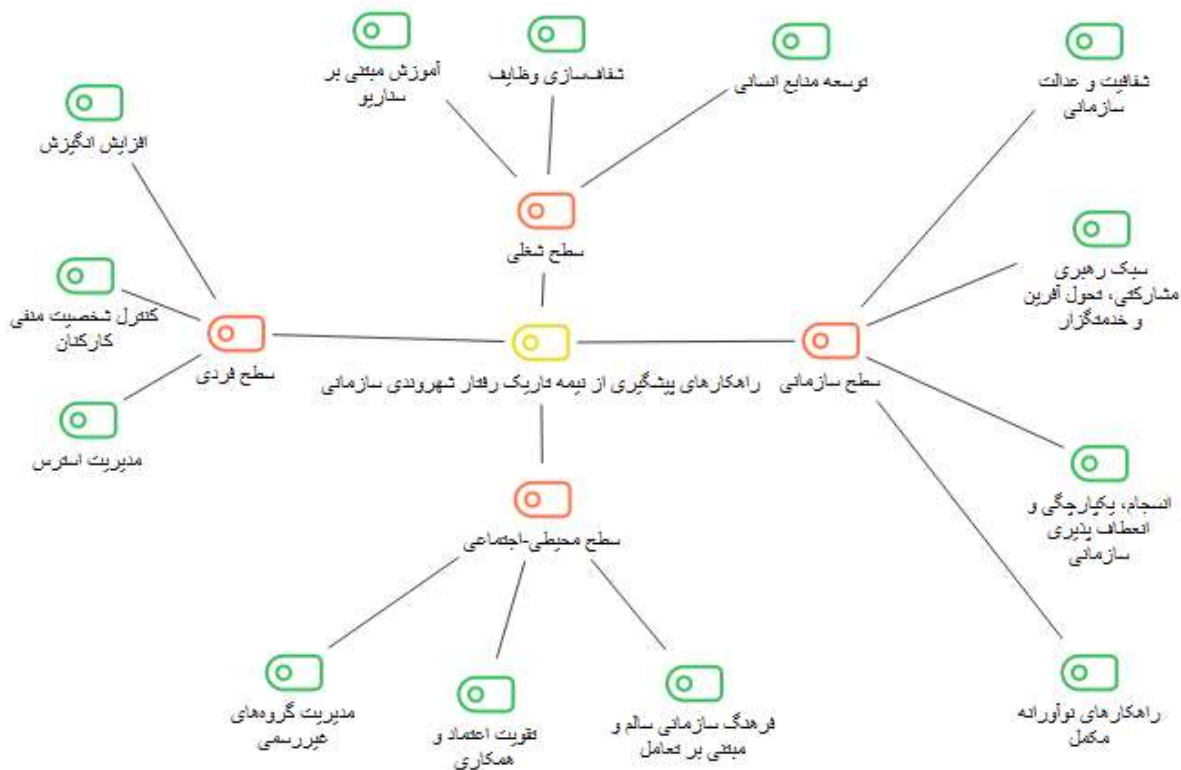 آموزش مبتنی بر
سناریو
شفاف‌سازی وظایف
توسعه منابع انسانی
شفافیت و عدالت
سازمانی
افزایش انگیزش
سطح شغلی
سبک رهبری
مشارکتی، تحول آفرین
و خدمتگزار
کنترل شخصیت منفی
کارکنان
سطح فردی
راهکارهای پیشگیری از نیمه تاریک رفتار شهروندی سازمانی
سطح سازمانی
مدیریت استرس
سطح محیطی-اجتماعی
انسجام، یکپارچگی و
انعطاف پذیری
سازمانی
مدیریت گروه‌های
غیررسمی
تقویت اعتماد و
همکاری
فرهنگ سازمانی سالم و
مبتنی بر تعامل
راهکارهای نوآورانه
مکمل